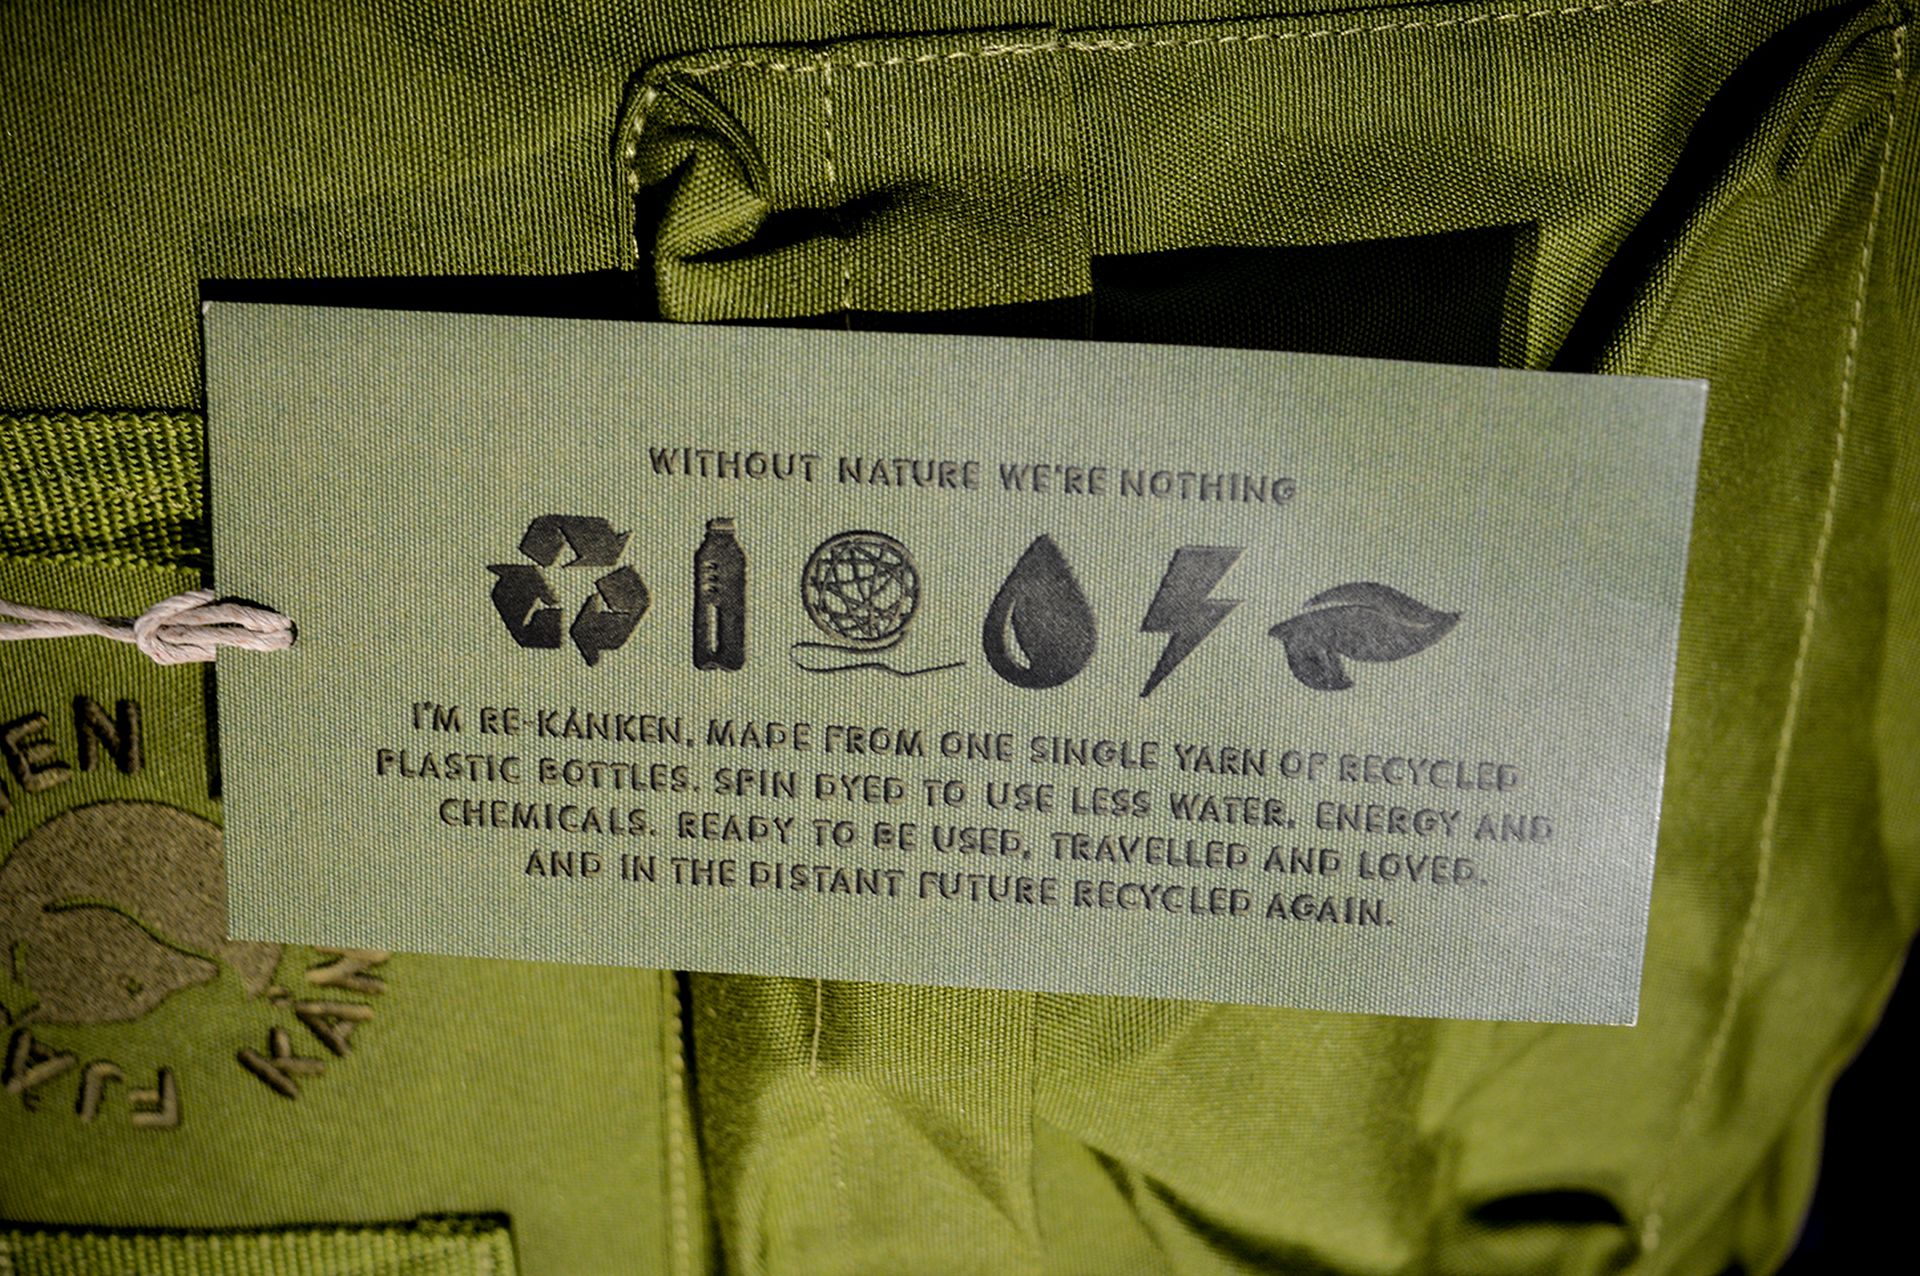 WITHOUT NATURE WE'RE NOTHING
I'M RE-KÅNKEN, MADE FROM ONE SINGLE YARN OF RECYCLED
PLASTIC BOTTLES. SPIN DYED TO USE LESS WATER, ENERGY AND
CHEMICALS. READY TO BE USED, TRAVELLED AND LOVED.
AND IN THE DISTANT FUTURE RECYCLED AGAIN.